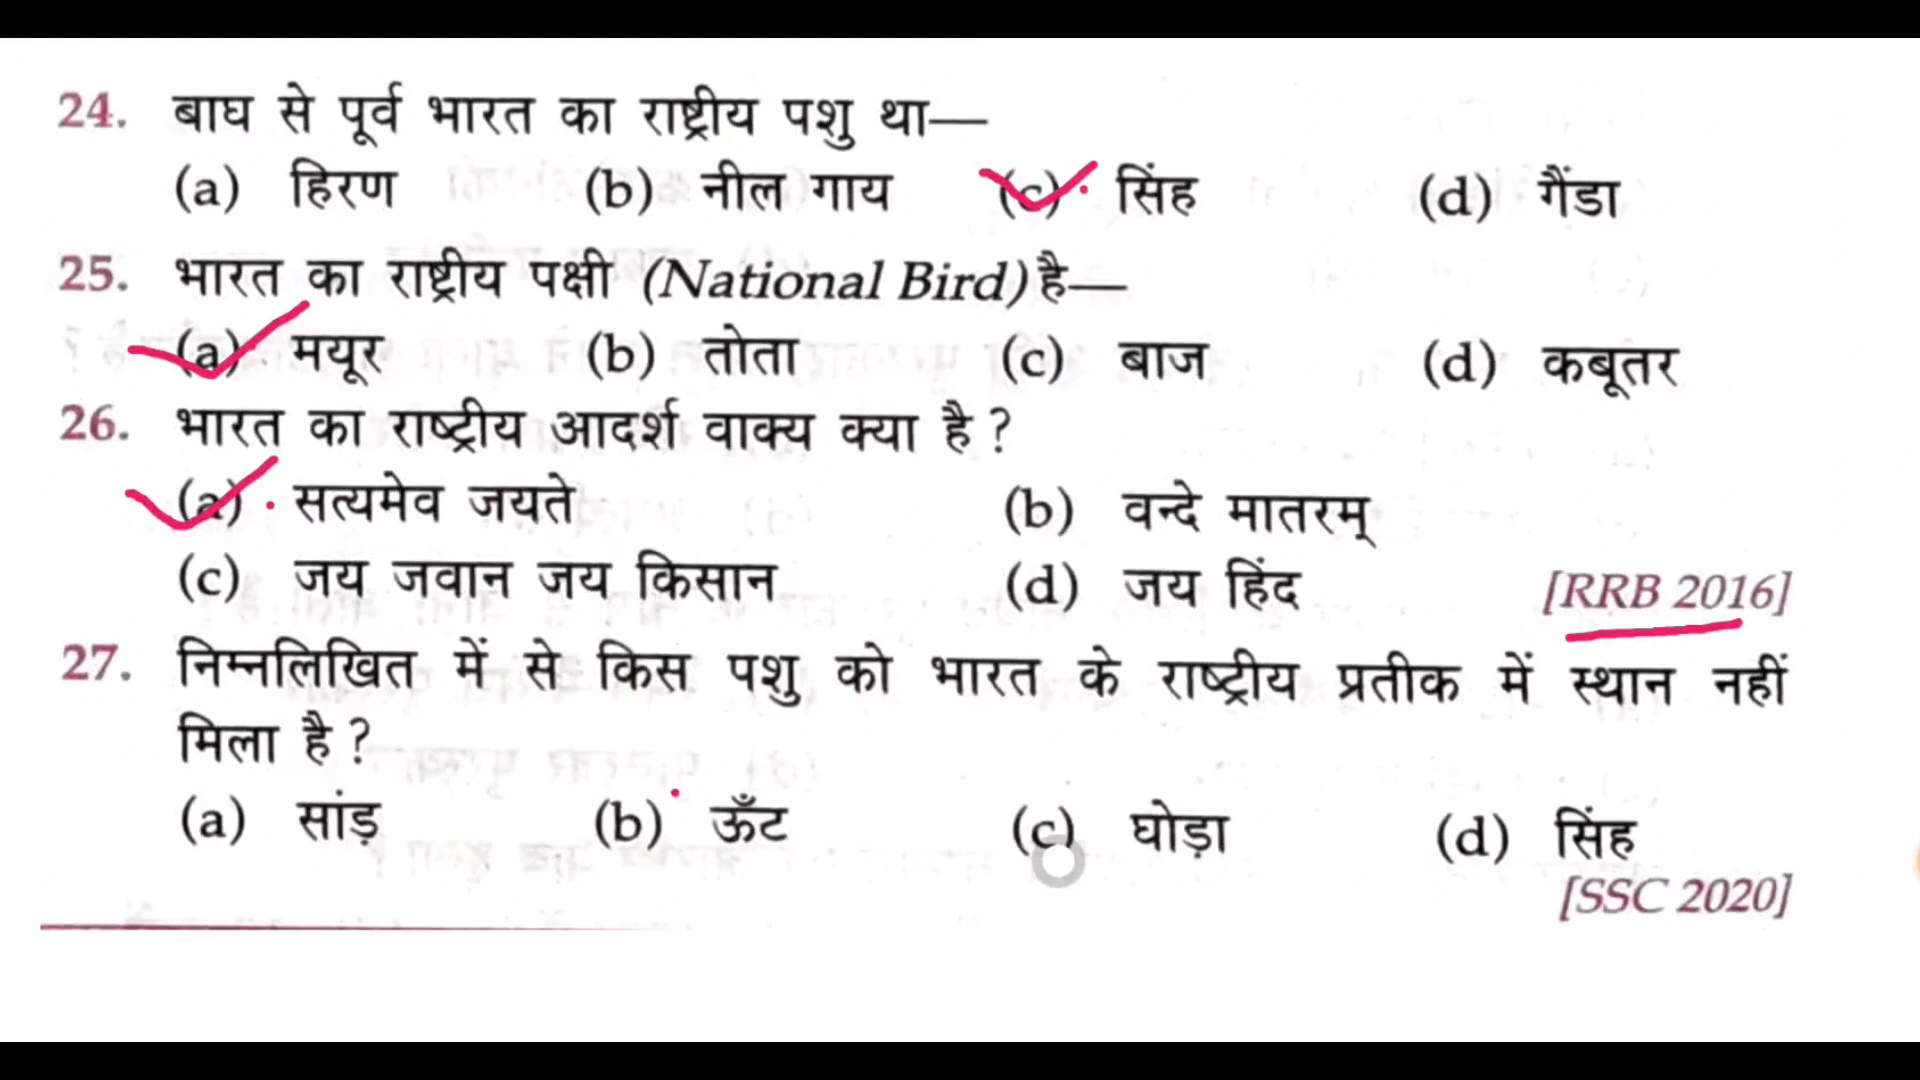 24. बाघ से पूर्व भारत का राष्ट्रीय पशु था—
(a) हिरण (b) नील गाय (c) सिंह (d) गैंडा
25. भारत का राष्ट्रीय पक्षी (National Bird) है—
(a) मयूर (b) तोता (c) बाज (d) कबूतर
26. भारत का राष्ट्रीय आदर्श वाक्य क्या है ?
(a) सत्यमेव जयते (b) वन्दे मातरम्
(c) जय जवान जय किसान (d) जय हिंद [RRB 2016]
27. निम्नलिखित में से किस पशु को भारत के राष्ट्रीय प्रतीक में स्थान नहीं
मिला है ?
(a) सांड़ (b) ऊँट (c) घोड़ा (d) सिंह
[SSC 2020]